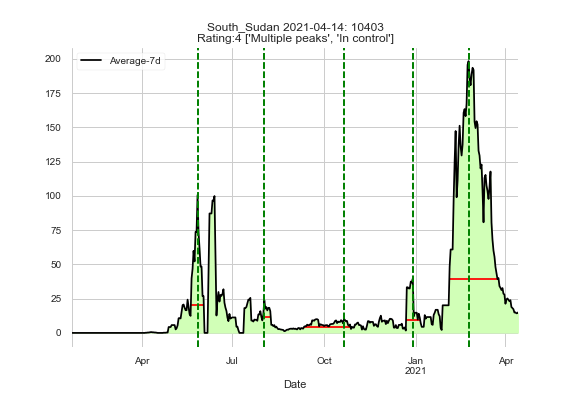 South_Sudan 2021-04-14: 10403
Rating:4 ['Multiple peaks', 'In control']
Average-7d
200
175
150
125
100
75
50
25
0
Apr
Jul
Oct
Jan
2021
Apr
Date